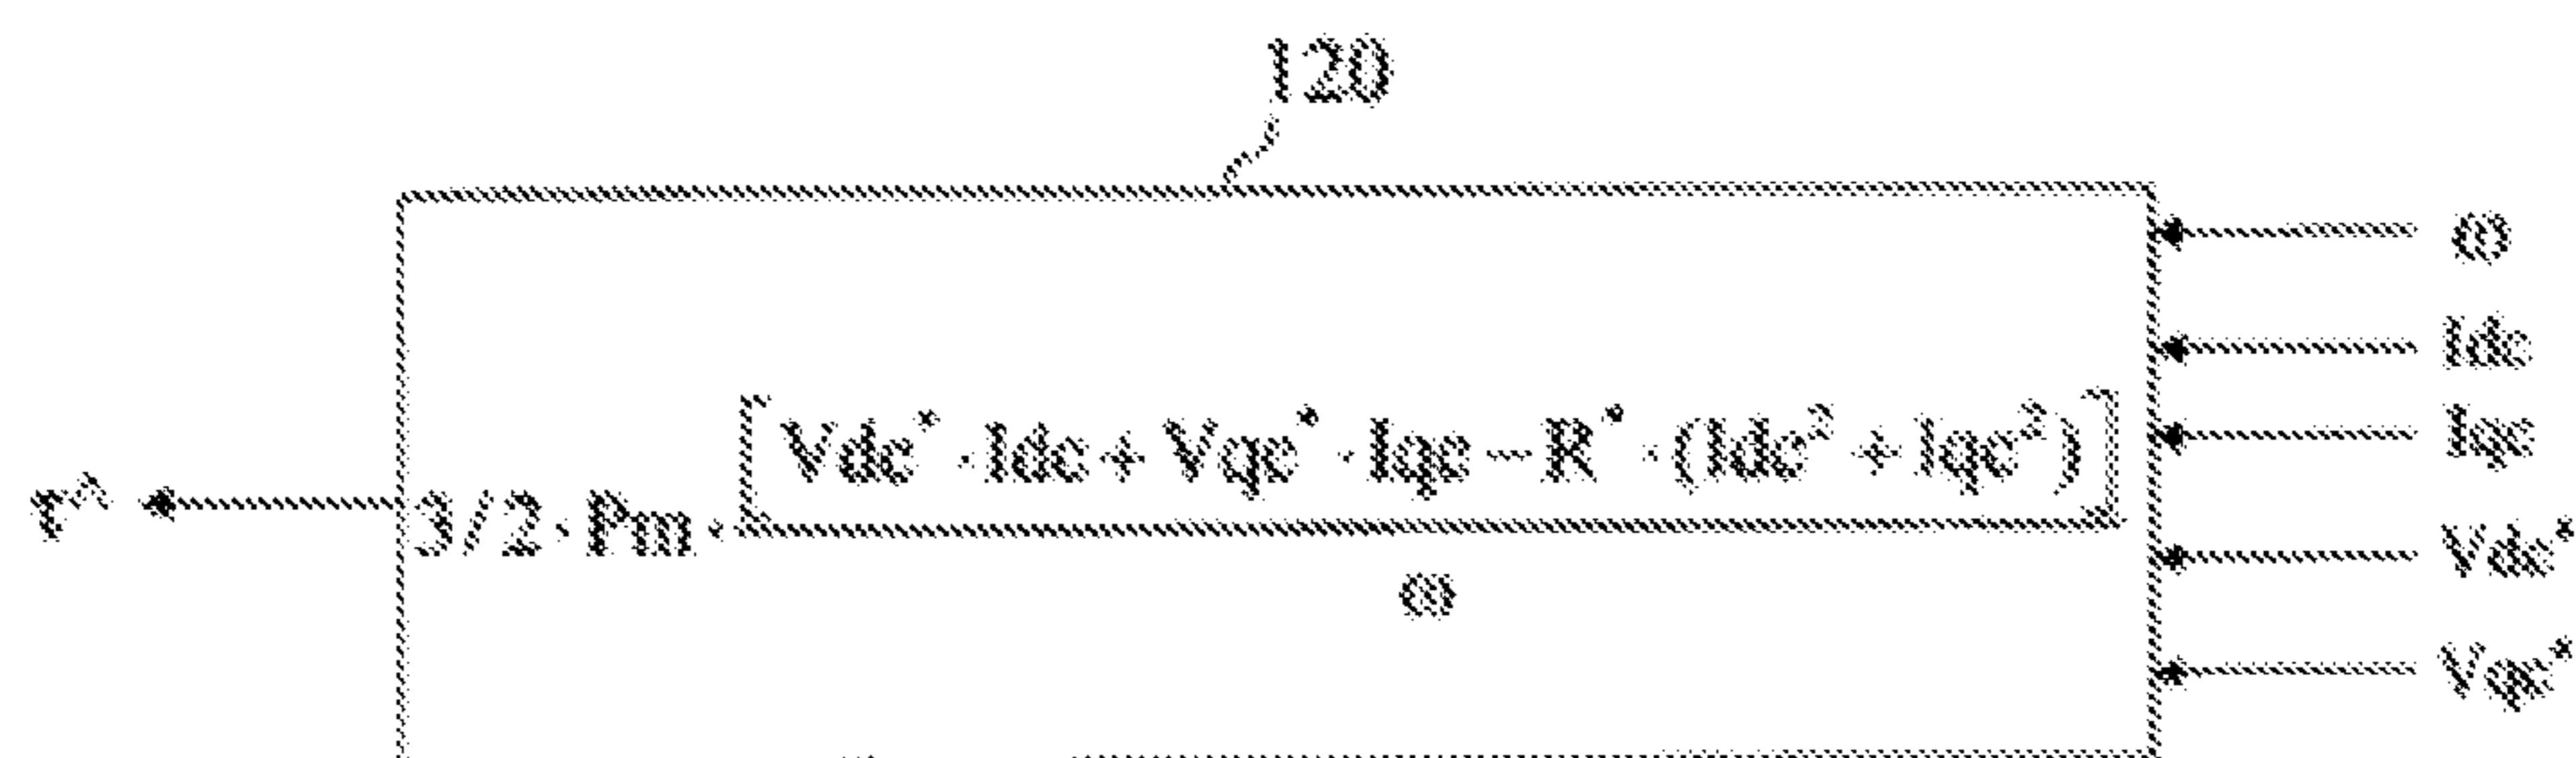 120
ω
Idc
Iqc
Vdc*
Vqc*
τ^
3/2·Pm·[Vdc*·Idc+Vqc*·Iqc−R*·(Idc²+Iqc²)]
ω